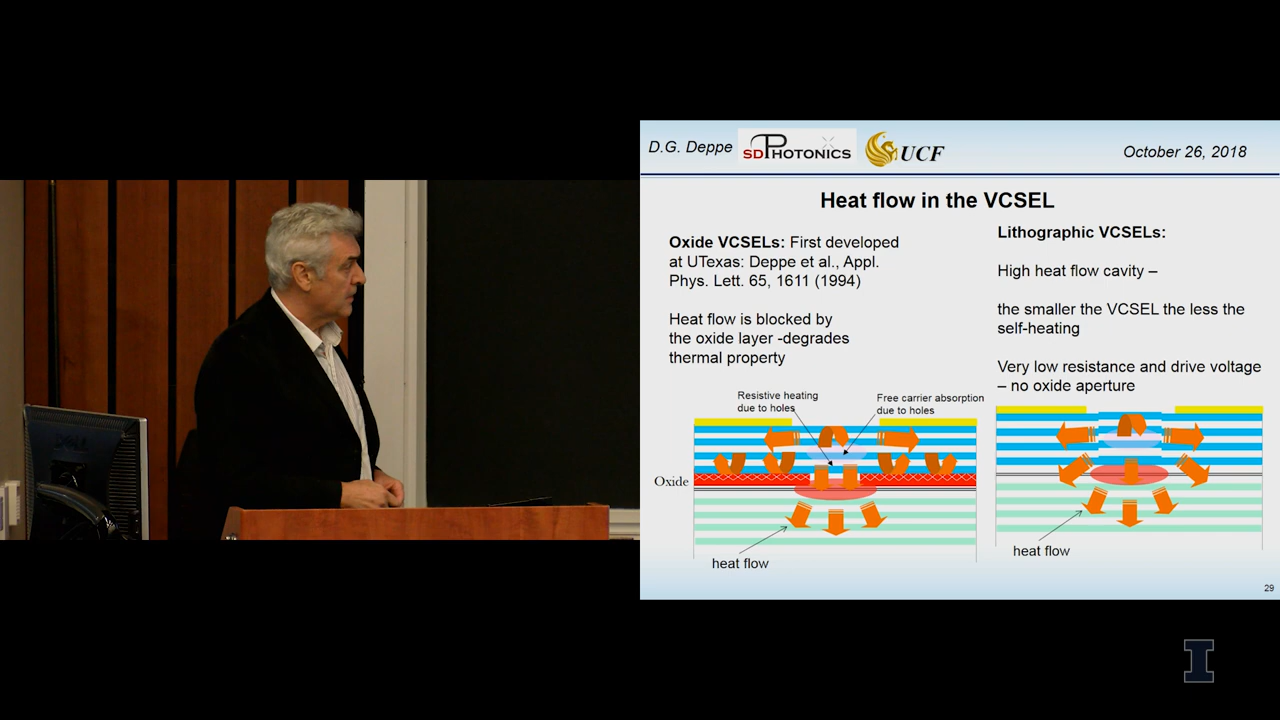 D.G. Deppe
SDPHOTONICS
UCF
October 26, 2018
Heat flow in the VCSEL
Oxide VCSELs: First developed
at UTexas: Deppe et al., Appl.
Phys. Lett. 65, 1611 (1994)
Heat flow is blocked by
the oxide layer -degrades
thermal property
Lithographic VCSELs:
High heat flow cavity –
the smaller the VCSEL the less the
self-heating
Very low resistance and drive voltage
– no oxide aperture
Resistive heating
due to holes
Free carrier absorption
due to holes
Oxide
heat flow
heat flow
29
I